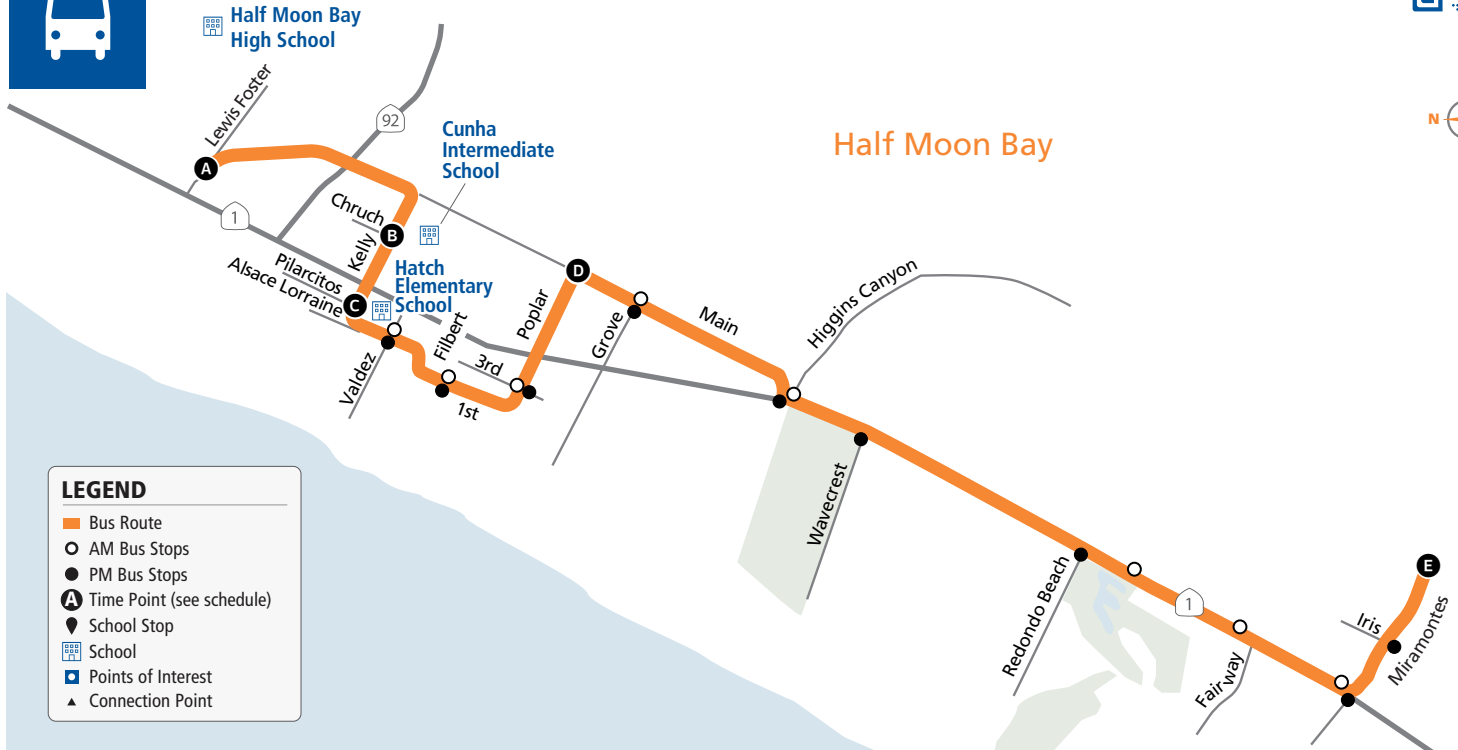 Half Moon Bay
High School
Lewis Foster
92
Cunha
Intermediate
School
Half Moon Bay
N
A
1
Chruch
B
Kelly
Pilarcitos
Alsace Lorraine
C
Hatch
Elementary
School
D
Filbert
Poplar
Grove
Main
Higgins Canyon
3rd
Valdez
1st
Wavecrest
Redondo Beach
1
Fairway
Iris
E
Miramontes
LEGEND
Bus Route
AM Bus Stops
PM Bus Stops
A Time Point (see schedule)
School Stop
School
Points of Interest
Connection Point